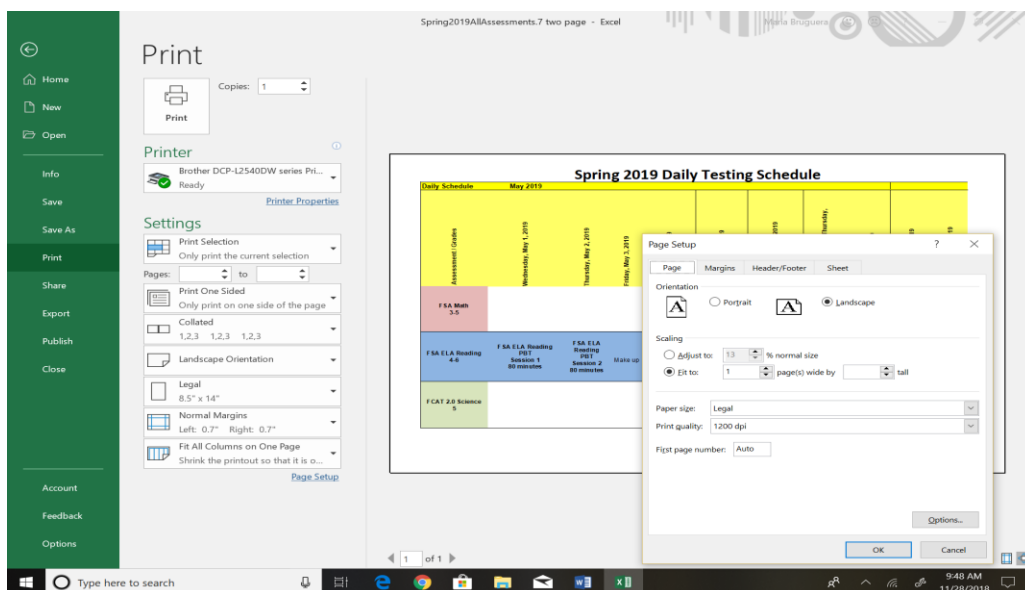 Spring2019AllAssessments.7 two page - Excel
Maria Bruguera
Print
Home
New
Open
Info
Save
Save As
Print
Share
Export
Publish
Close
Account
Feedback
Options
Copies: 1
Print
Printer
Brother DCP-L2540DW series Pri...
Ready
Printer Properties
Settings
Print Selection
Only print the current selection
Pages: to
Print One Sided
Only print on one side of the page
Collated
1,2,3 1,2,3 1,2,3
Landscape Orientation
Legal
8.5" x 14"
Normal Margins
Left: 0.7" Right: 0.7"
Fit All Columns on One Page
Shrink the printout so that it is o...
Page Setup
Spring 2019 Daily Testing Schedule
Daily Schedule May 2019
Assessment / Grades
Wednesday, May 1, 2019
Thursday, May 2, 2019
Friday, May 3, 2019
2019
Thursday,
FSA Math
3-5
FSA ELA Reading
4-6
FSA ELA Reading
PBT
Session 1
80 minutes
FSA ELA
Reading
PBT
Session 2
80 minutes
Make up
FCAT 2.0 Science
5
Page Setup ? ×
Page Margins Header/Footer Sheet
Orientation
A Portrait A Landscape
Scaling
Adjust to: 13 % normal size
Fit to: 1 page(s) wide by tall
Paper size: Legal
Print quality: 1200 dpi
First page number: Auto
Options...
OK Cancel
1 of 1
Type here to search
9:48 AM
11/28/2018